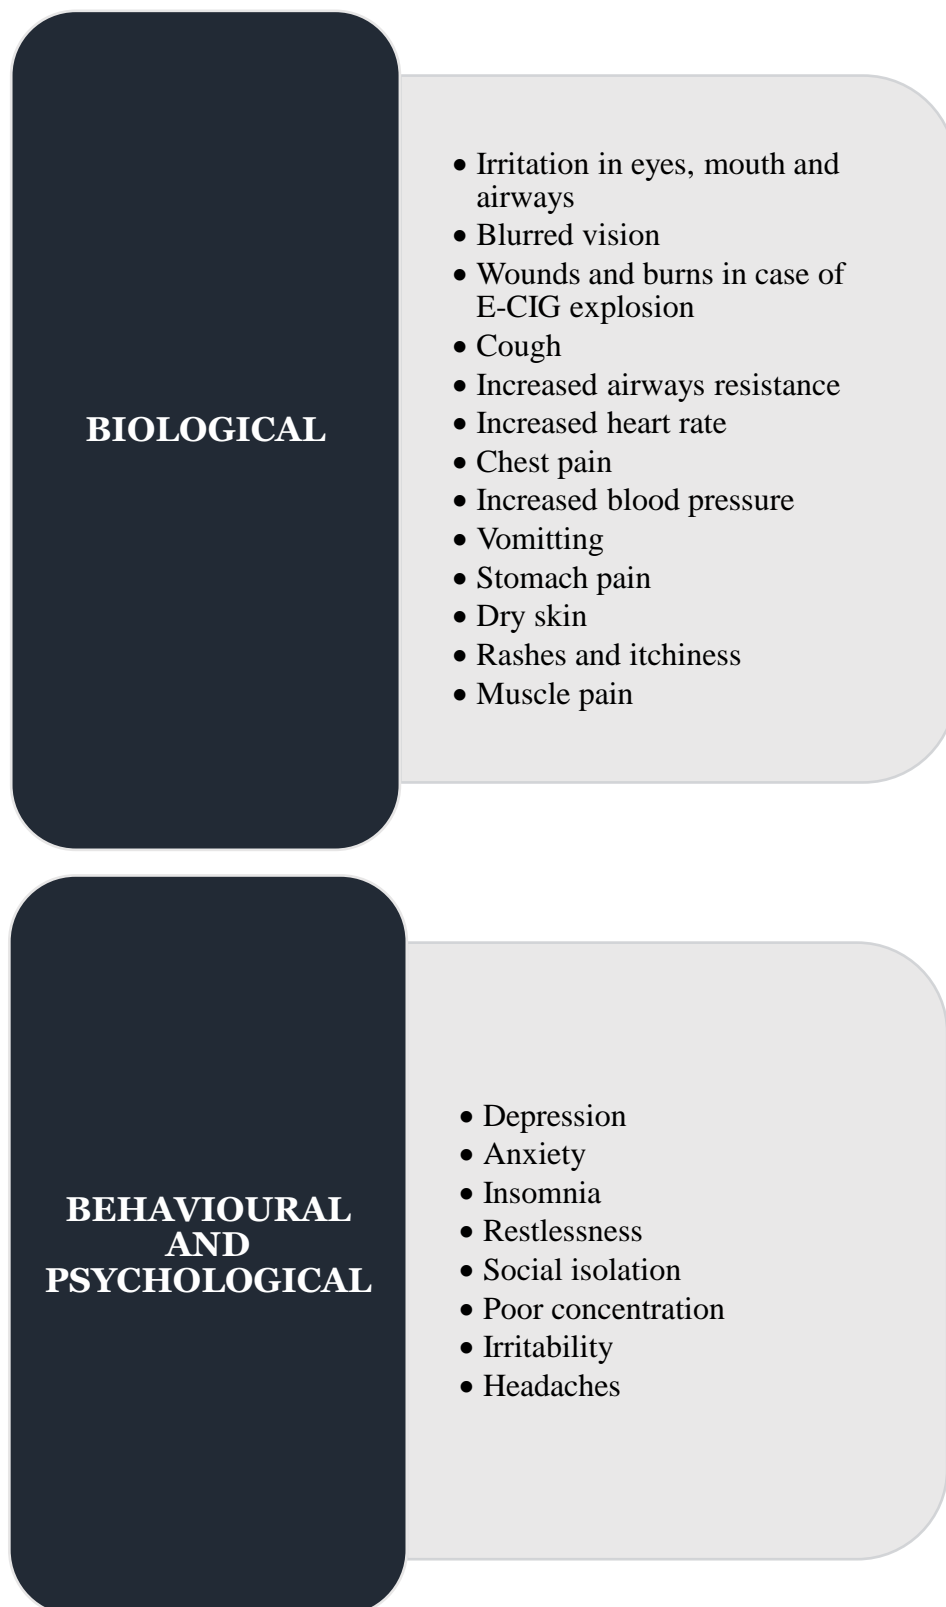 BIOLOGICAL
• Irritation in eyes, mouth and
airways
• Blurred vision
• Wounds and burns in case of
E-CIG explosion
• Cough
• Increased airways resistance
• Increased heart rate
• Chest pain
• Increased blood pressure
• Vomitting
• Stomach pain
• Dry skin
• Rashes and itchiness
• Muscle pain
BEHAVIOURAL
AND
PSYCHOLOGICAL
• Depression
• Anxiety
• Insomnia
• Restlessness
• Social isolation
• Poor concentration
• Irritability
• Headaches